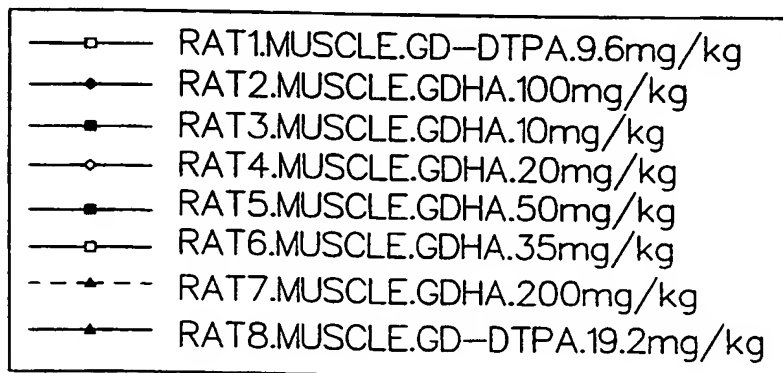 RAT1.MUSCLE.GD-DTPA.9.6mg/kg
RAT2.MUSCLE.GDHA.100mg/kg
RAT3.MUSCLE.GDHA.10mg/kg
RAT4.MUSCLE.GDHA.20mg/kg
RAT5.MUSCLE.GDHA.50mg/kg
RAT6.MUSCLE.GDHA.35mg/kg
RAT7.MUSCLE.GDHA.200mg/kg
RAT8.MUSCLE.GD-DTPA.19.2mg/kg